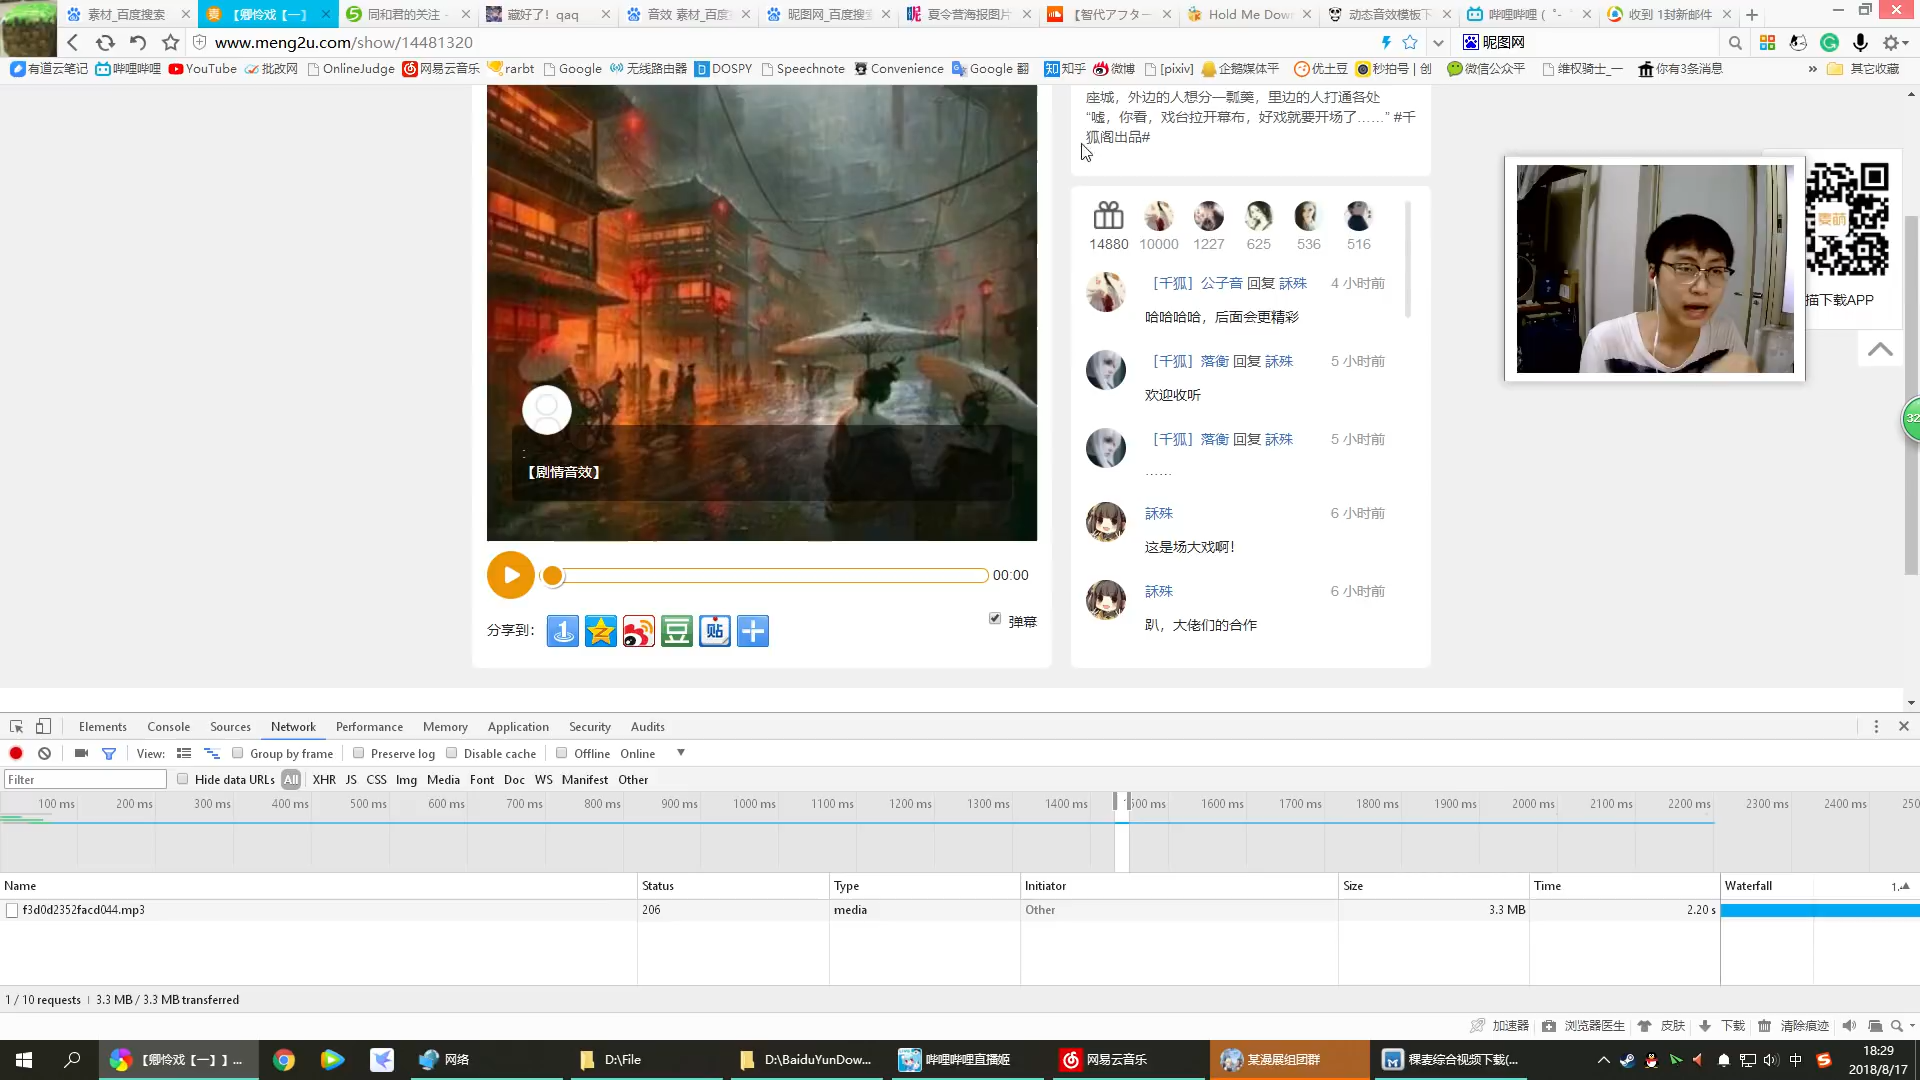 素材_百度搜索
【卿怜戏【一】
同和君的关注 -
藏好了！qaq
音效 素材_百度
昵图网_百度搜
夏令营海报图片
【智代アフター
Hold Me Dow
动态音效模板下
哔哩哔哩 ( ゜-
收到 1封新邮件
www.meng2u.com/show/14481320
昵图网
有道云笔记
哔哩哔哩
YouTube
批改网
OnlineJudge
网易云音乐
rarbt
Google
无线路由器
DOSPY
Speechnote
Convenience
Google 翻
知乎
微博
[pixiv]
企鹅媒体平
优土豆
秒拍号 | 创
微信公众平
维权骑士_一
你有3条消息
»
其它收藏
座城，外边的人想分一瓢羹，里边的人打通各处
“嘘，你看，戏台拉开幕布，好戏就要开场了……” #千
狐阁出品#
14880 10000 1227 625 536 516
［千狐］公子音 回复 訸殊 4 小时前
哈哈哈哈，后面会更精彩
［千狐］落衡 回复 訸殊 5 小时前
欢迎收听
［千狐］落衡 回复 訸殊 5 小时前
……
訸殊 6 小时前
这是场大戏啊！
訸殊 6 小时前
趴，大佬们的合作
描下载APP
32
:
【剧情音效】
00:00
分享到：
贴
豆
弹幕
Elements Console Sources Network Performance Memory Application Security Audits
View: Group by frame Preserve log Disable cache Offline Online
Filter Hide data URLs All XHR JS CSS Img Media Font Doc WS Manifest Other
100 ms 200 ms 300 ms 400 ms 500 ms 600 ms 700 ms 800 ms 900 ms 1000 ms 1100 ms 1200 ms 1300 ms 1400 ms 500 ms 1600 ms 1700 ms 1800 ms 1900 ms 2000 ms 2100 ms 2200 ms 2300 ms 2400 ms 250
Name Status Type Initiator Size Time Waterfall 1.
f3d0d2352facd044.mp3 206 media Other 3.3 MB 2.20 s
1 / 10 requests | 3.3 MB / 3.3 MB transferred
加速器 浏览器医生 皮肤 下载 清除痕迹
【卿怜戏【一】】...
网络
D:\File
D:\BaiduYunDow...
哔哩哔哩直播姬
网易云音乐
某漫展组团群
稞麦综合视频下载(...
中
18:29
2018/8/17